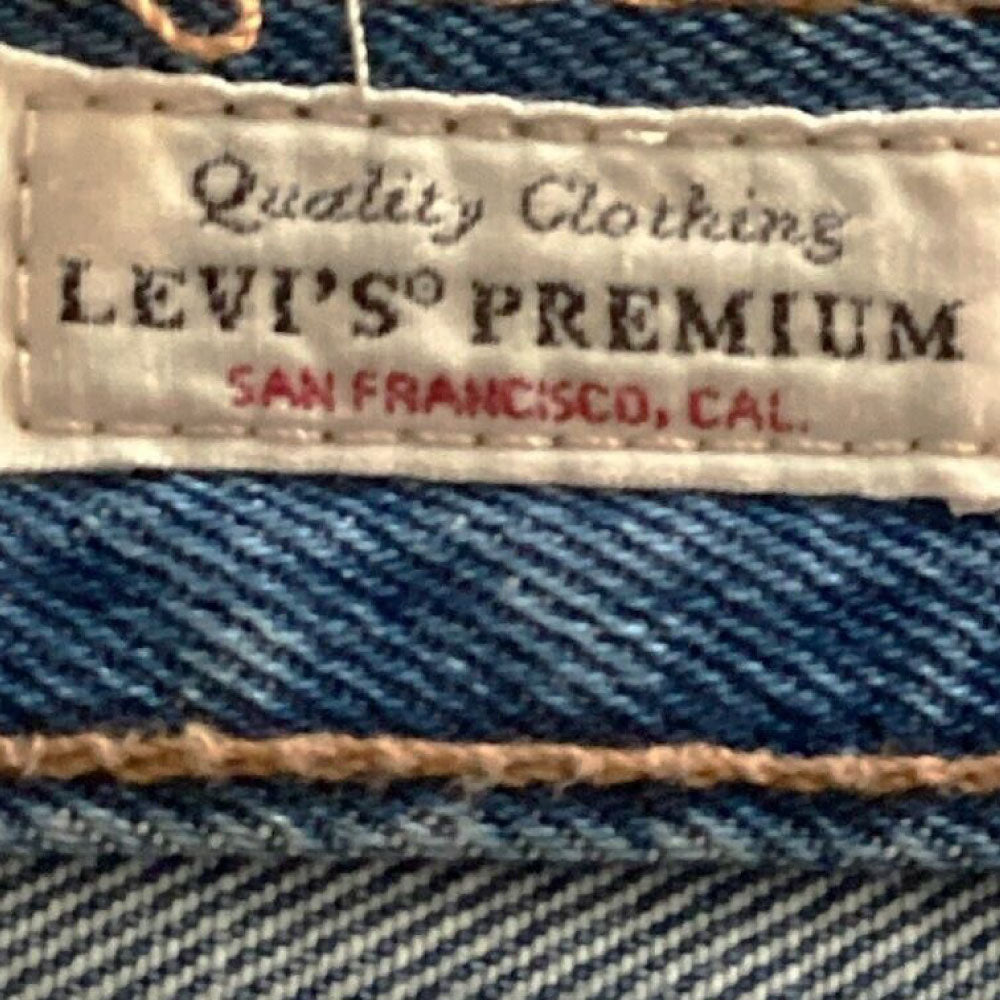 Quality Clothing
LEVI'S® PREMIUM
SAN FRANCISCO, CAL.